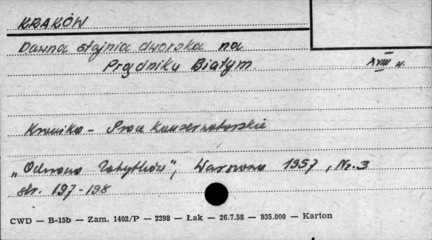 KRAKÓW
Dawna stajnia dworska na
Prądniku Białym.
XVIII w.
Kronika - Prace konserwatorskie
„Ochrona Zabytków", Warszawa 1957, Nr. 3
str. 197-198
CWD — B-15b — Zam. 1402/P — 2398 — Łak — 26.7.58 — 935.000 — Karton